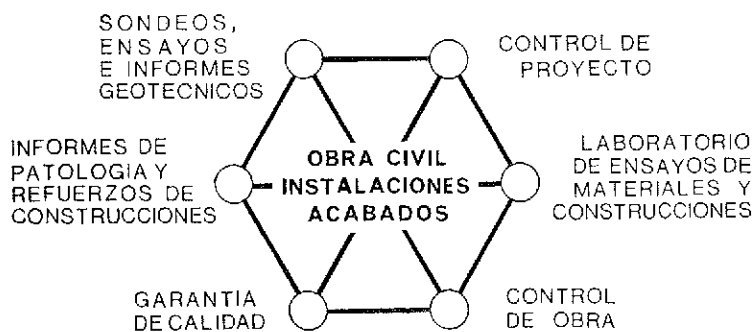 SONDEOS,
ENSAYOS
E INFORMES
GEOTECNICOS
CONTROL DE
PROYECTO
INFORMES DE
PATOLOGIA Y
REFUERZOS DE
CONSTRUCCIONES
OBRA CIVIL
INSTALACIONES
ACABADOS
LABORATORIO
DE ENSAYOS DE
MATERIALES Y
CONSTRUCCIONES
GARANTIA
DE CALIDAD
CONTROL
DE OBRA